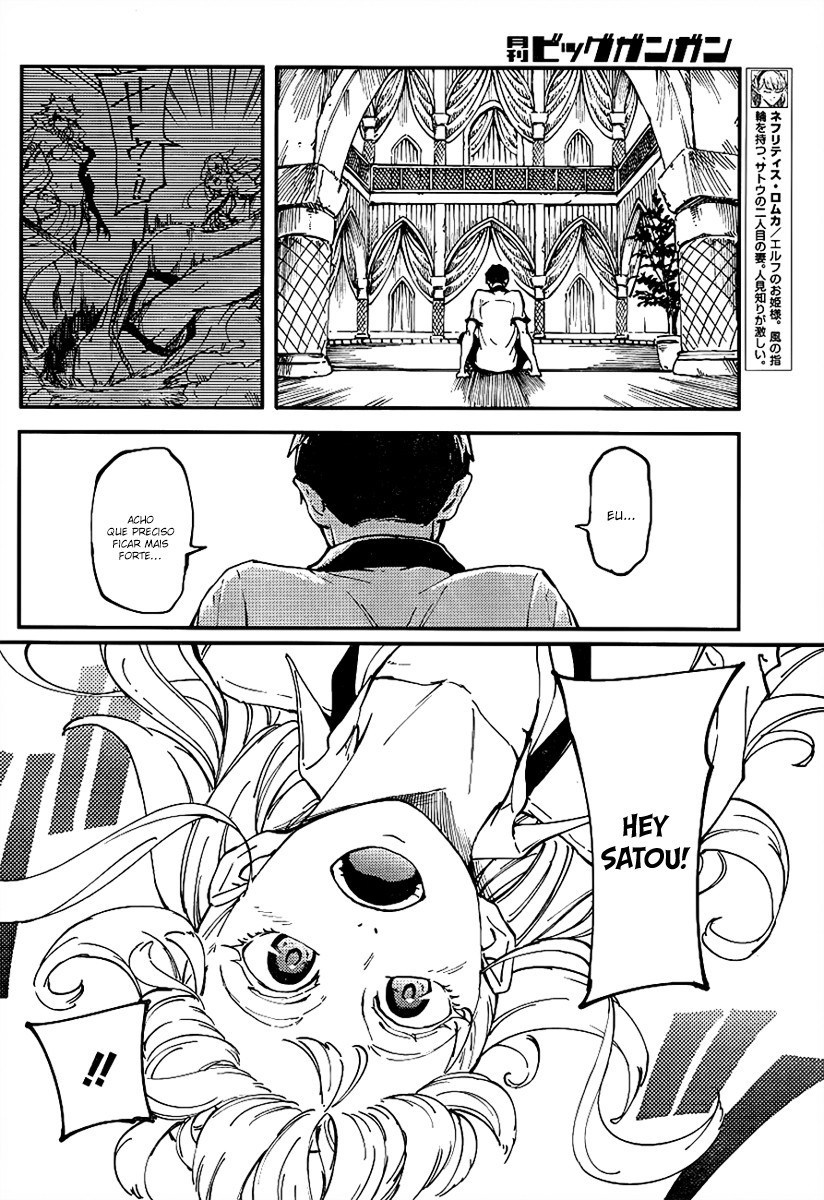 月刊ビッグガンガン
ネフリティス・ロムカ/エルフのお姫様。風の指
輪を持つ、サトウの二人目の妻。人見知りが激しい。
サトウ…!!
EU...
ACHO
QUE PRECISO
FICAR MAIS
FORTE...
HEY
SATOU!
!!